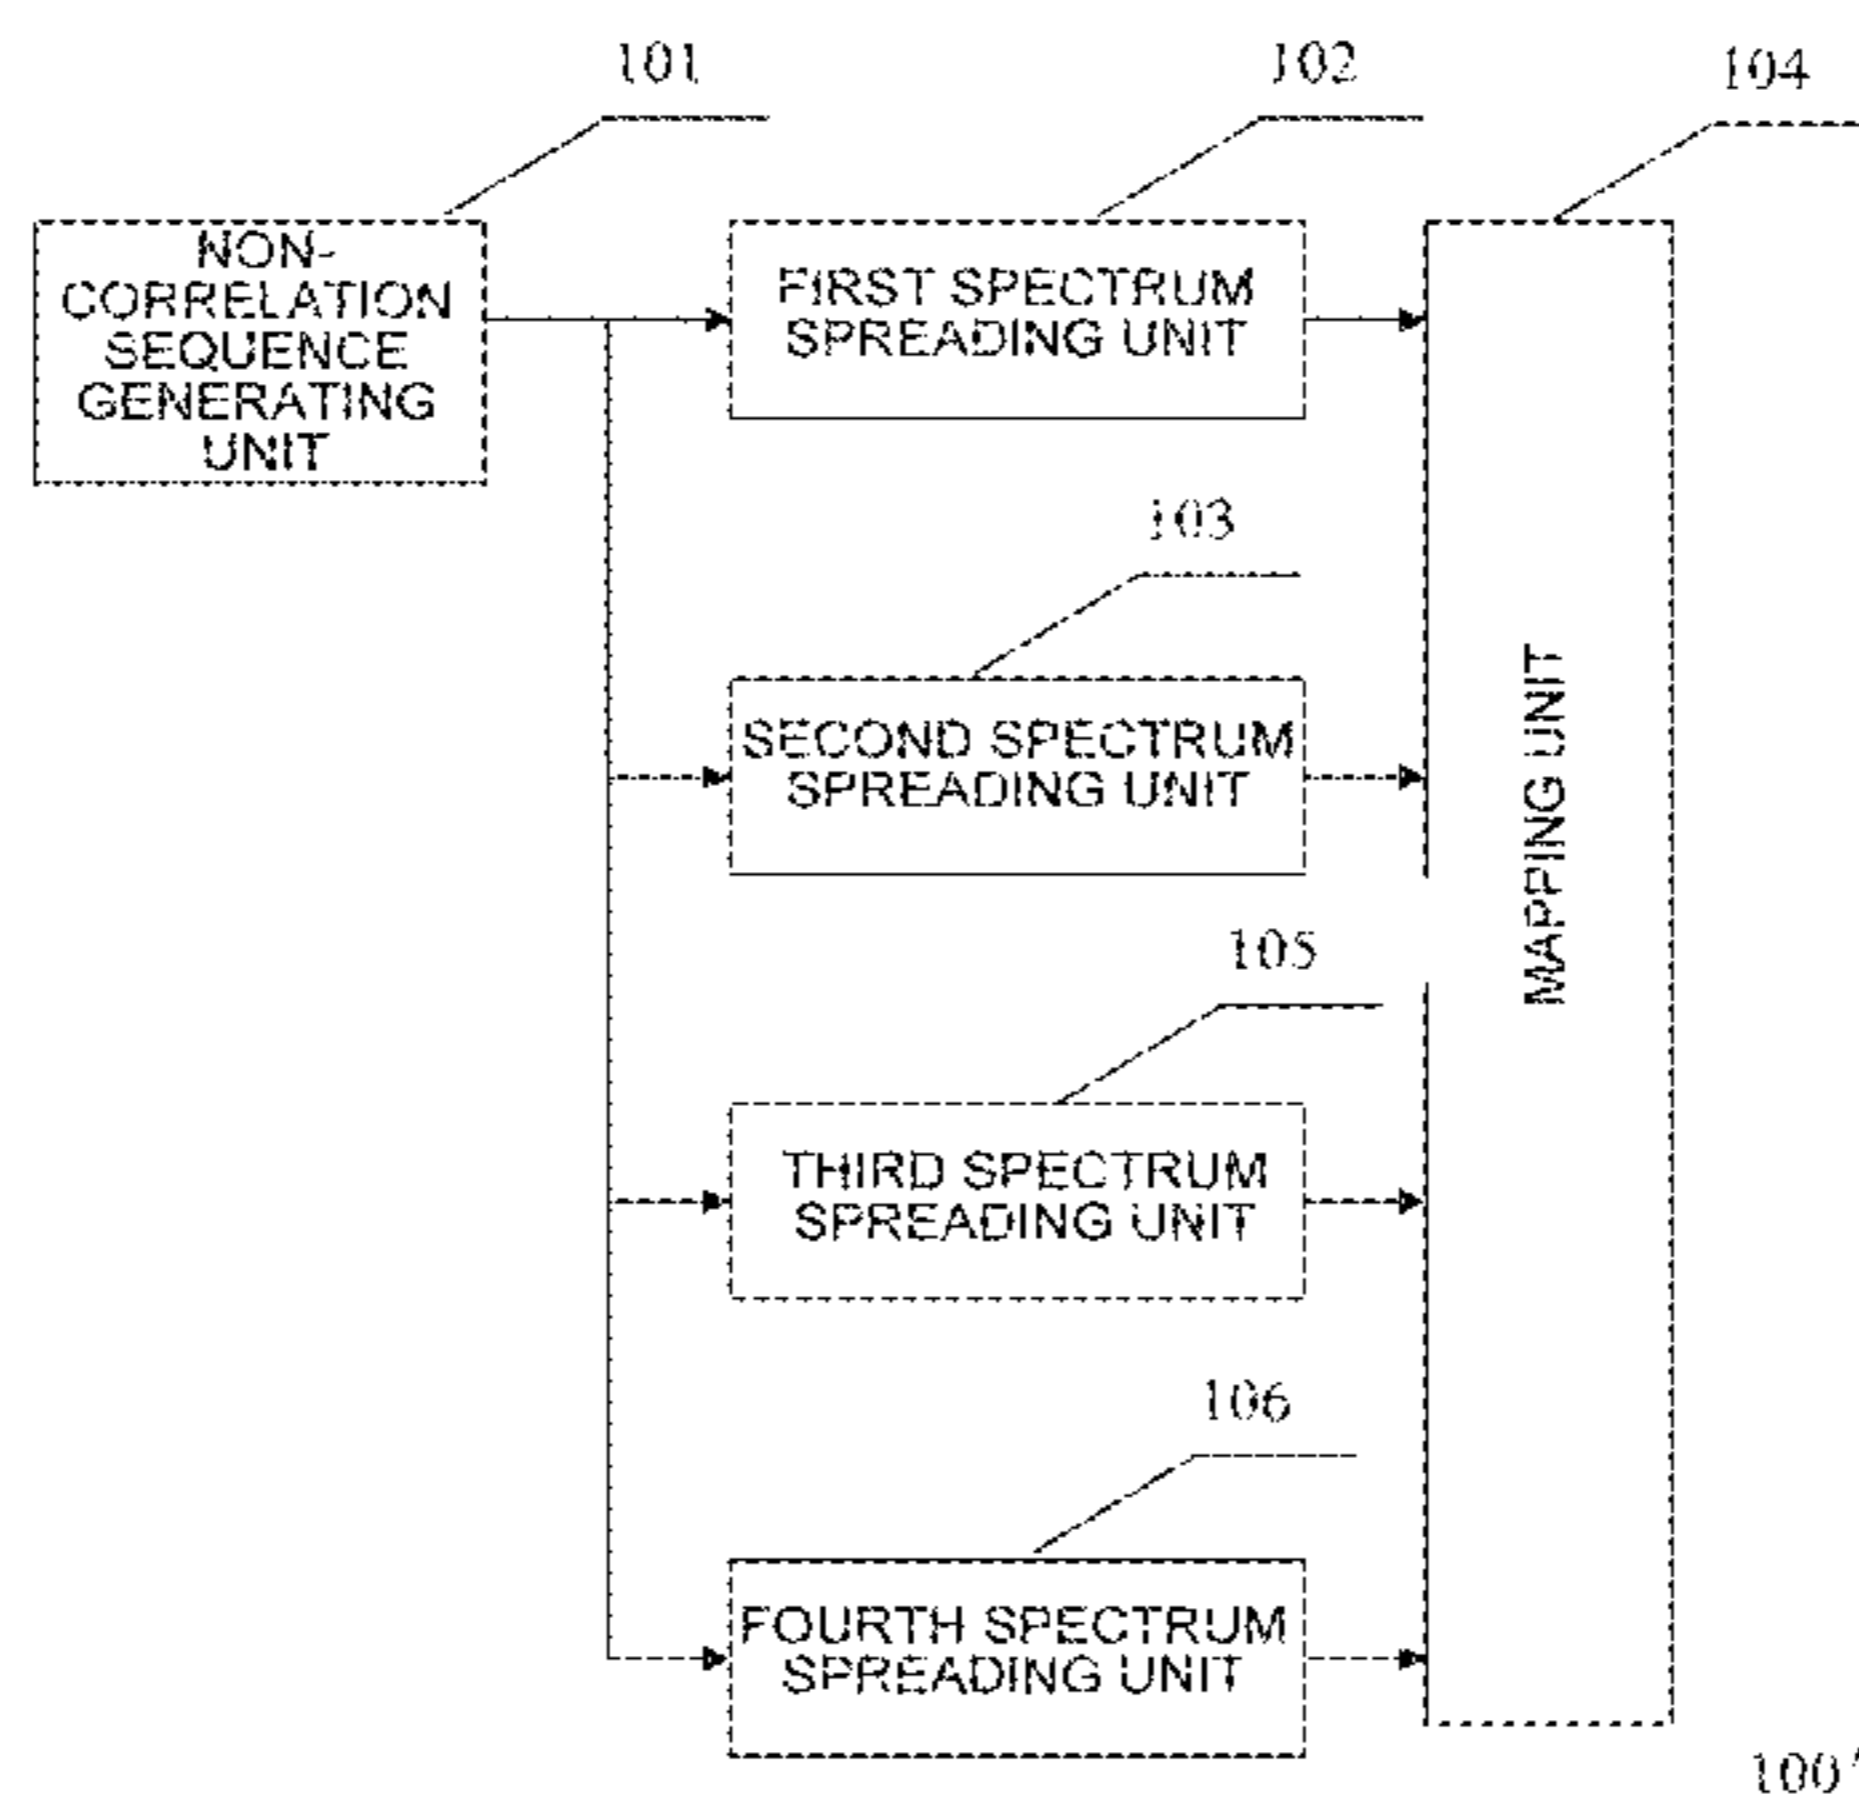 101
102
104
NON-
CORRELATION
SEQUENCE
GENERATING
UNIT
FIRST SPECTRUM
SPREADING UNIT
103
SECOND SPECTRUM
SPREADING UNIT
MAPPING UNIT
105
THIRD SPECTRUM
SPREADING UNIT
106
FOURTH SPECTRUM
SPREADING UNIT
100'